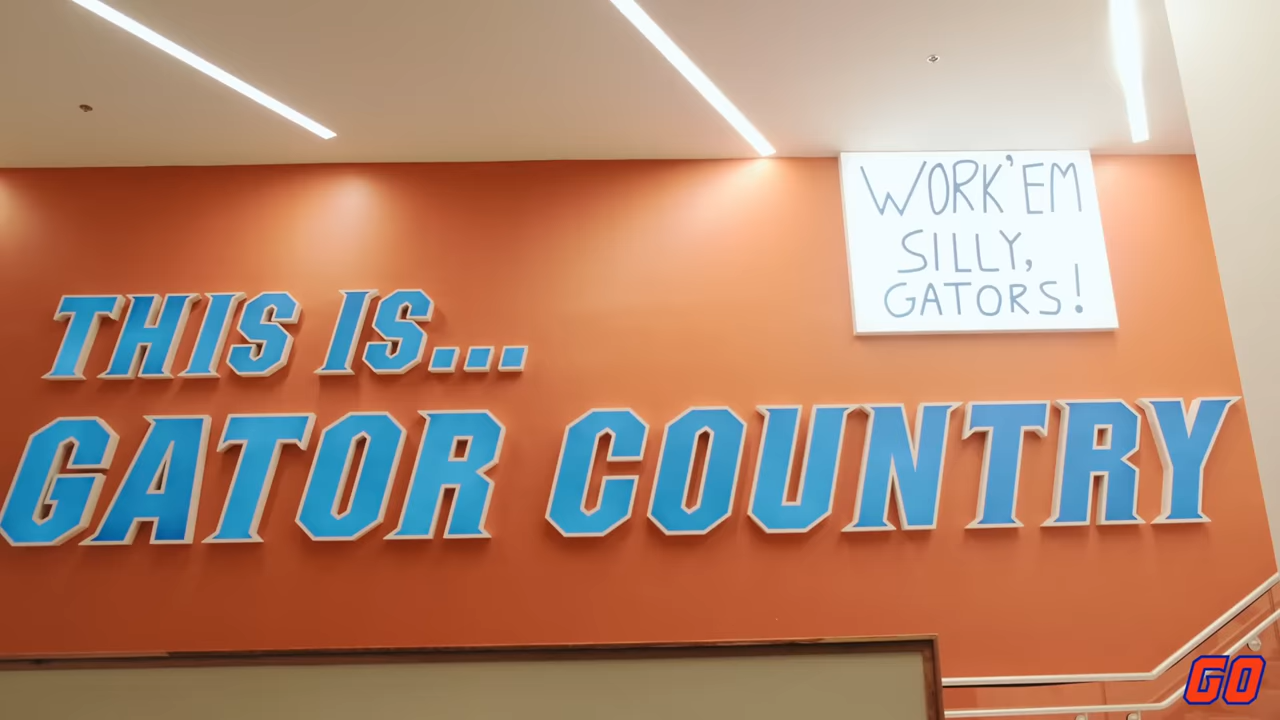 WORK'EM
SILLY,
GATORS!
THIS IS...
GATOR COUNTRY
GO